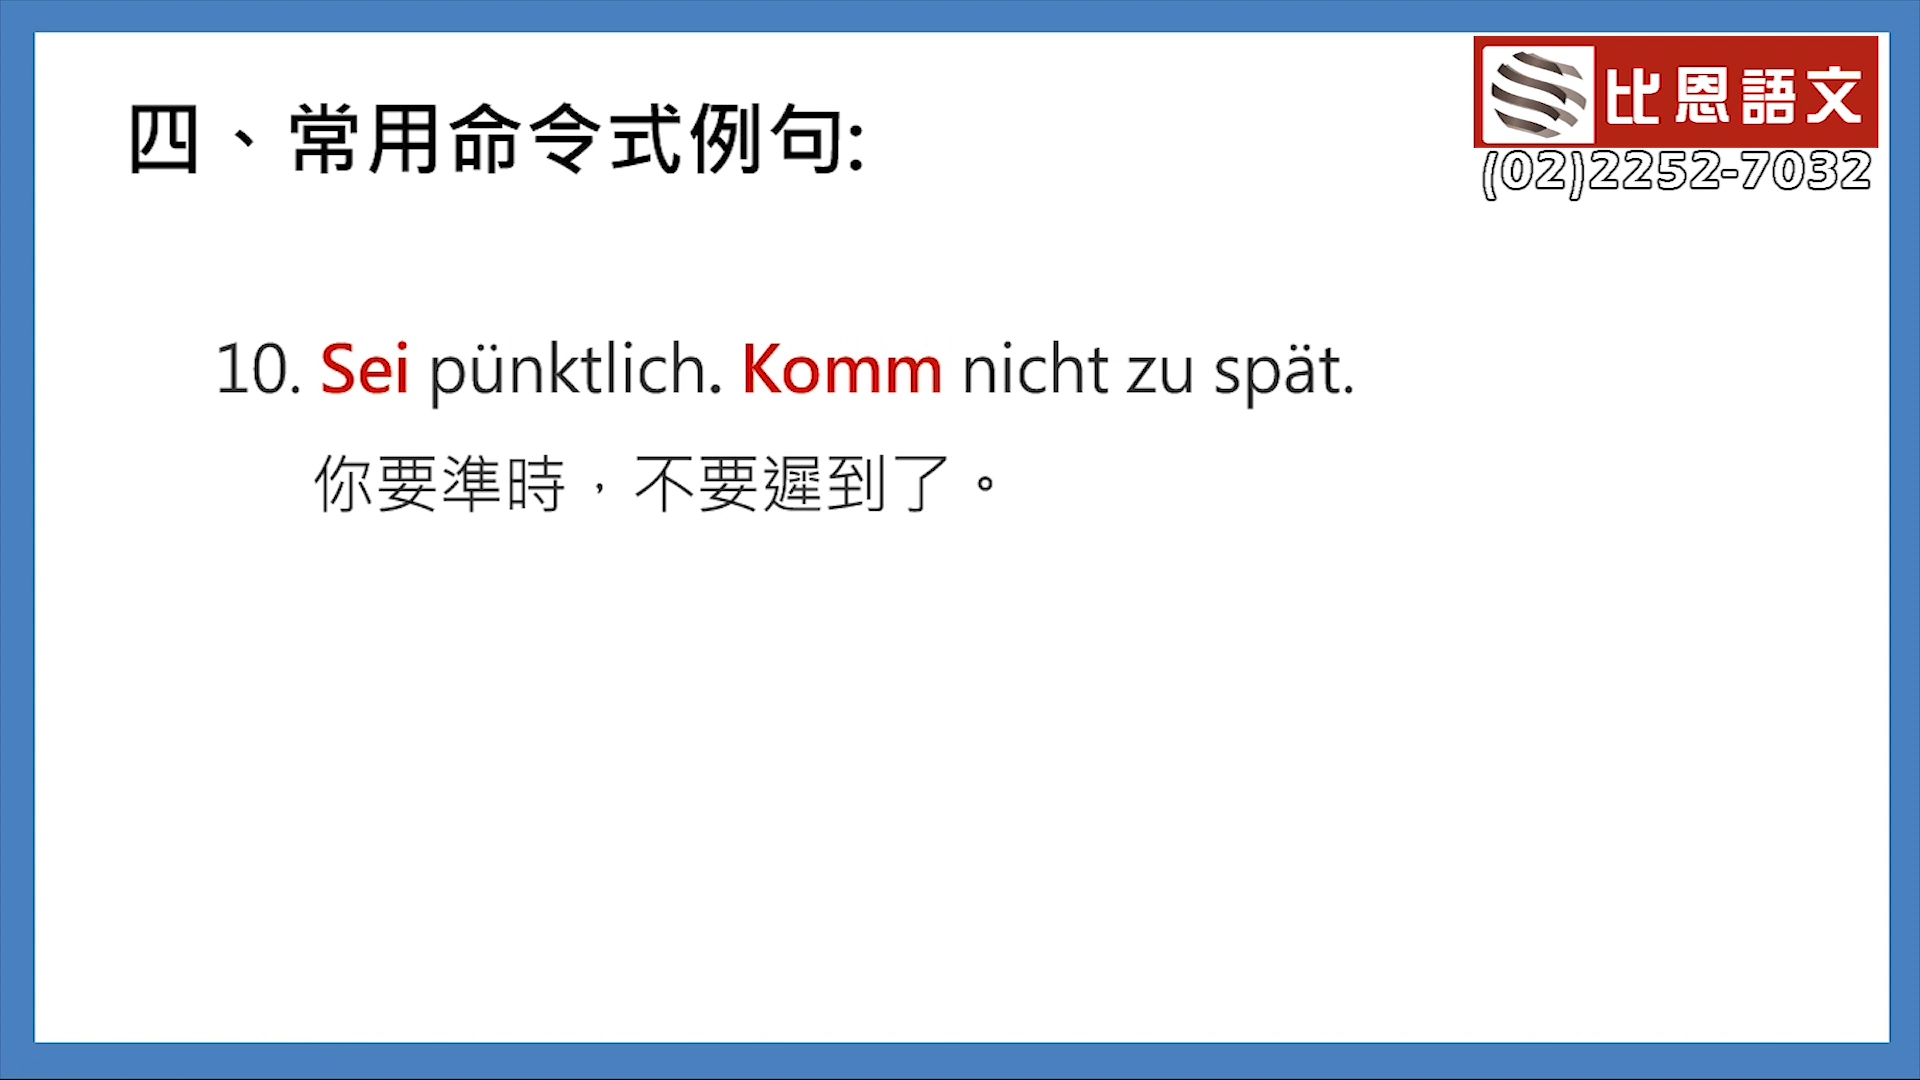 四、常用命令式例句:
比恩語文
(02)2252-7032
10. Sei pünktlich. Komm nicht zu spät.
你要準時，不要遲到了。